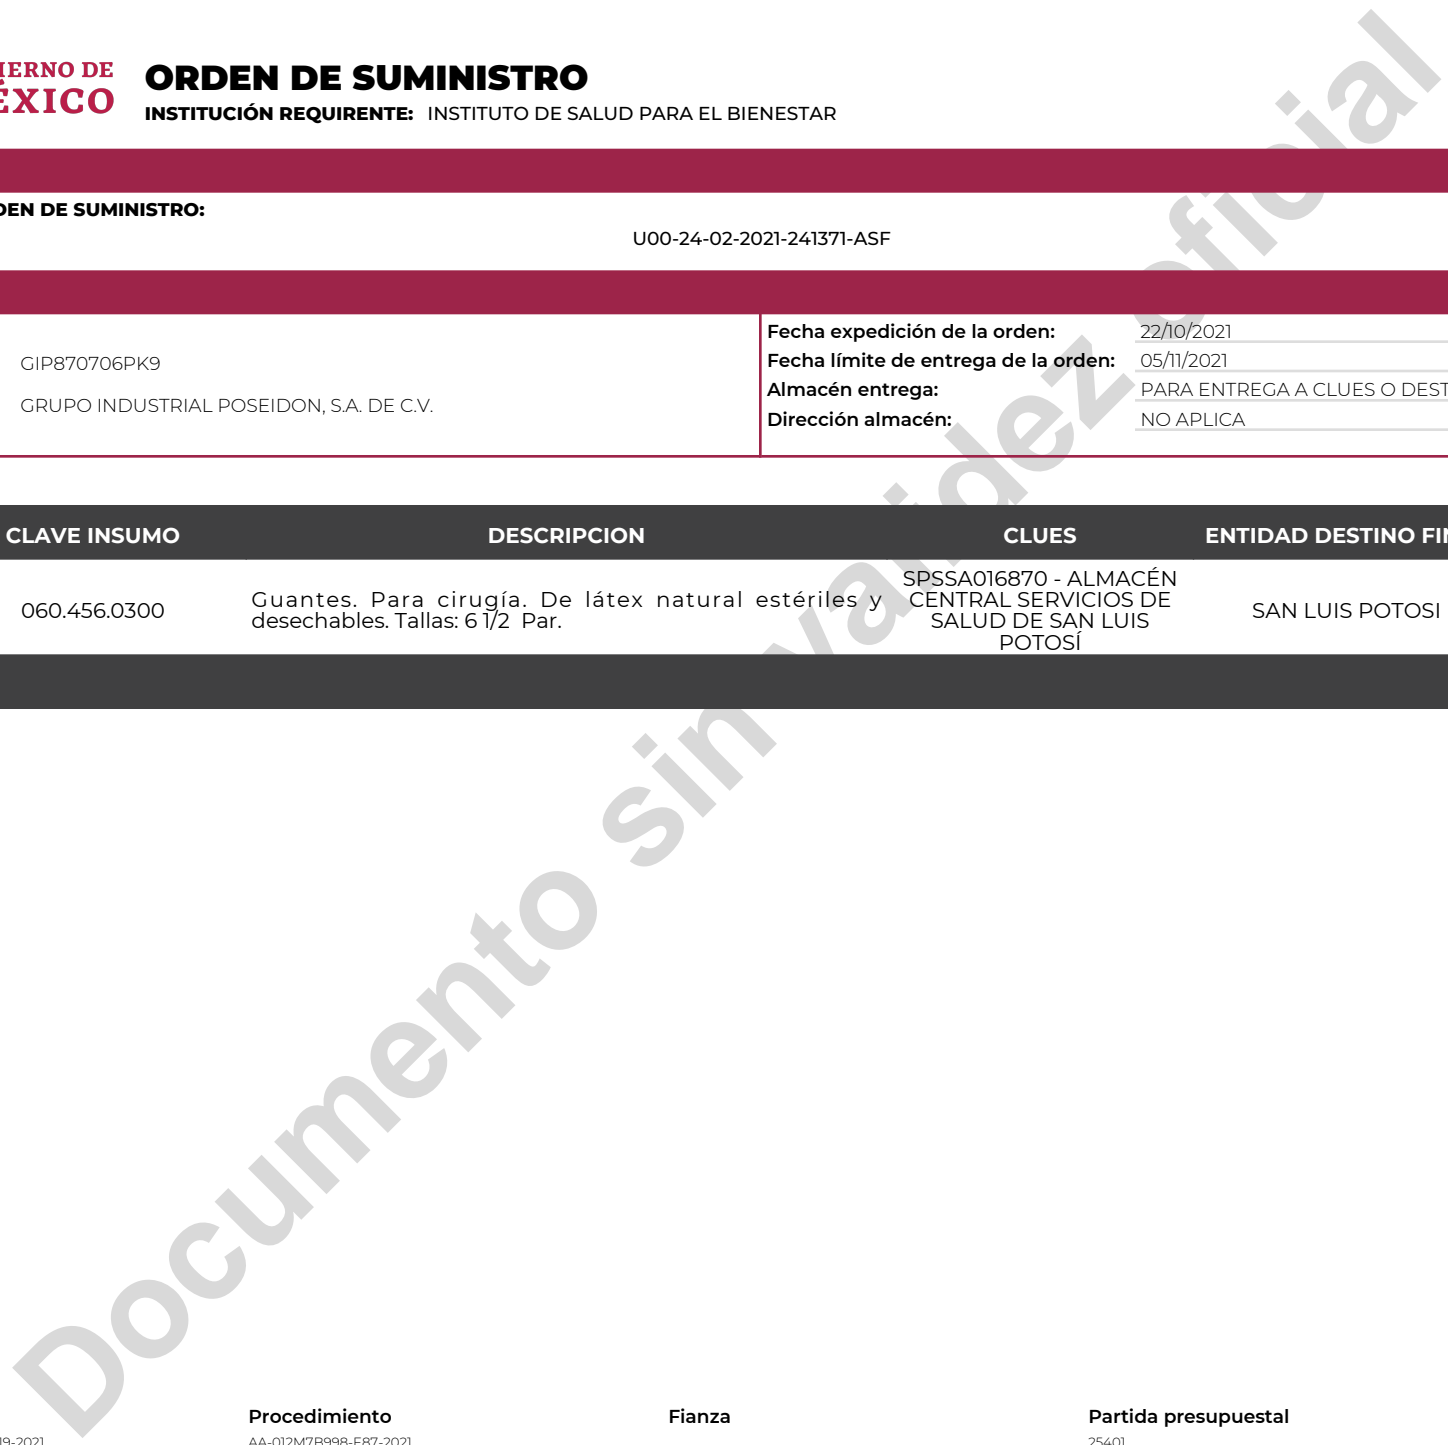 IERNO DE
ÉXICO
ORDEN DE SUMINISTRO
INSTITUCIÓN REQUIRENTE: INSTITUTO DE SALUD PARA EL BIENESTAR
DEN DE SUMINISTRO:
U00-24-02-2021-241371-ASF
GIP870706PK9
GRUPO INDUSTRIAL POSEIDON, S.A. DE C.V.
Fecha expedición de la orden: 22/10/2021
Fecha límite de entrega de la orden: 05/11/2021
Almacén entrega: PARA ENTREGA A CLUES O DEST
Dirección almacén: NO APLICA
CLAVE INSUMO DESCRIPCION CLUES ENTIDAD DESTINO FIN
060.456.0300
Guantes. Para cirugía. De látex natural estériles y
desechables. Tallas: 6 1/2 Par.
SPSSA016870 - ALMACÉN
CENTRAL SERVICIOS DE
SALUD DE SAN LUIS
POTOSÍ
SAN LUIS POTOSI
Documento sin validez oficial
Procedimiento Fianza Partida presupuestal
19-2021 AA-012M7B998-E87-2021 25401